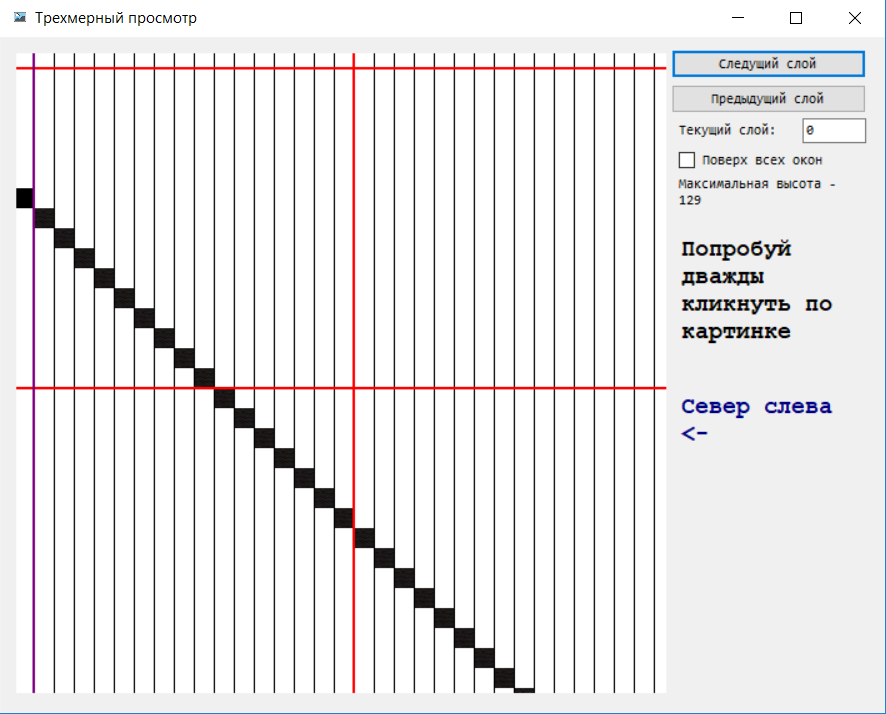 Трехмерный просмотр
Следущий слой
Предыдущий слой
Текущий слой:
0
Поверх всех окон
Максимальная высота -
129
Попробуй
дважды
кликнуть по
картинке
Север слева
<-